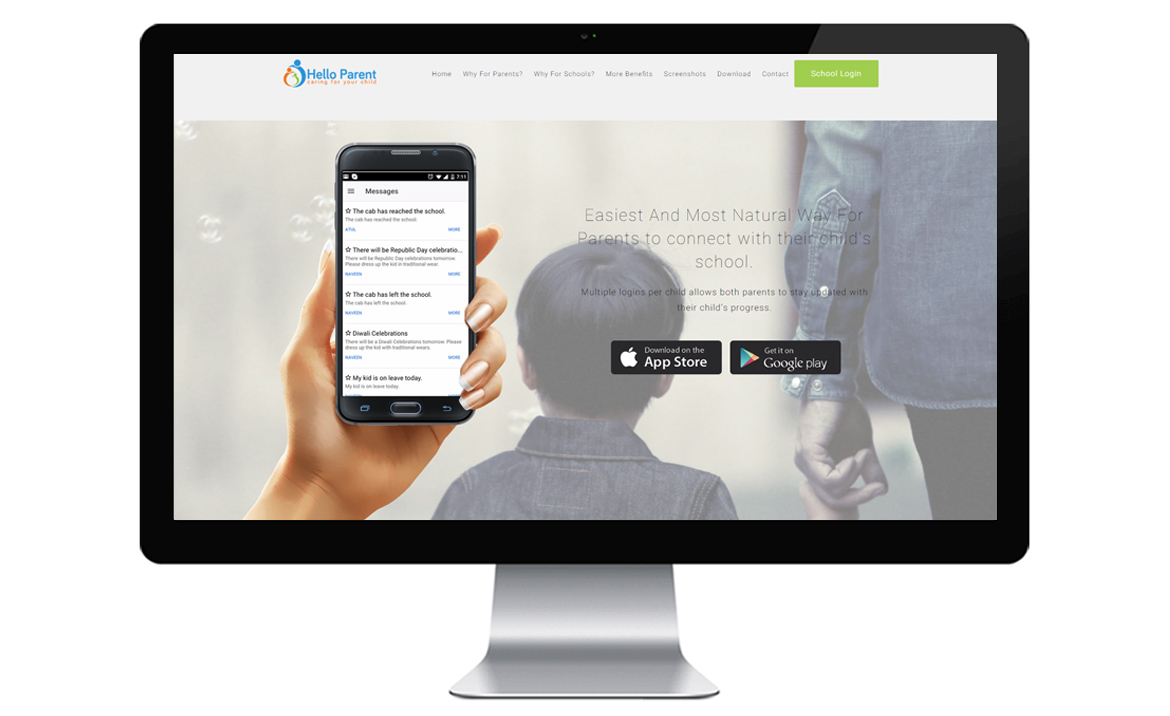 Hello Parent
caring for your child
Home Why For Parents? Why For Schools? More Benefits Screenshots Download Contact School Login
7:11
Messages
The cab has reached the school.
The cab has reached the school.
ATUL MORE
There will be Republic Day celebratio...
There will be Republic Day celebrations tomorrow.
Please dress up the kid in traditional wear.
NAVEEN MORE
The cab has left the school.
The cab has left the school.
NAVEEN MORE
Diwali Celebrations
There will be a Diwali Celebrations tomorrow. Please
dress up the kid with traditional wears.
NAVEEN MORE
My kid is on leave today.
My kid is on leave today.
Easiest And Most Natural Way For
Parents to connect with their child's
school.
Multiple logins per child allows both parents to stay updated with
their child's progress.
Download on the
App Store
Get it on
Google play